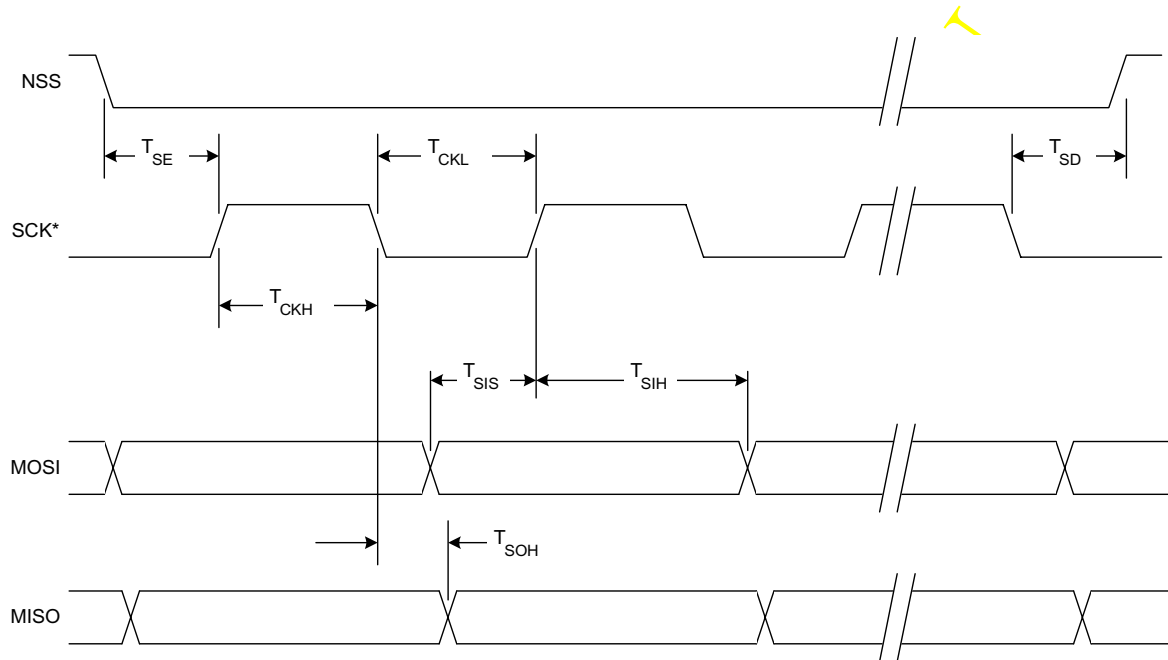 T
NSS
T_SE
T_CKL
T_SD
SCK*
T_CKH
T_SIS
T_SIH
MOSI
T_SOH
MISO